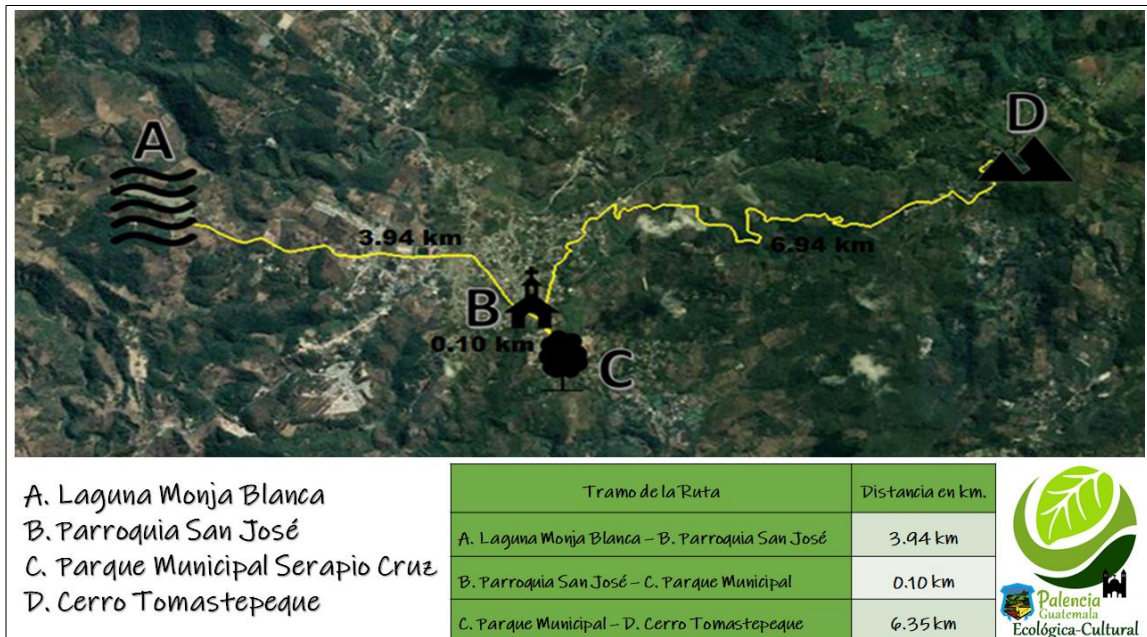 A
D
3.94 km
6.94 km
B
0.10 km
C
A. Laguna Monja Blanca
B. Parroquia San José
C. Parque Municipal Serapio Cruz
D. Cerro Tomastepeque
Tramo de la Ruta Distancia en km.
A. Laguna Monja Blanca – B. Parroquia San José 3.94 km
B. Parroquia San José – C. Parque Municipal 0.10 km
C. Parque Municipal – D. Cerro Tomastepeque 6.35 km
Palencia
Guatemala
Ecológica-Cultural